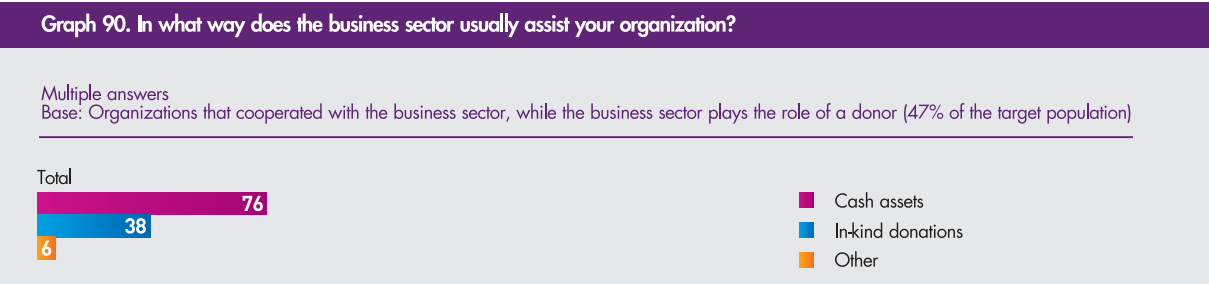 Graph 90. In what way does the business sector usually assist your organization?
Multiple answers
Base: Organizations that cooperated with the business sector, while the business sector plays the role of a donor (47% of the target population)
Total
76
38
6
Cash assets
In-kind donations
Other